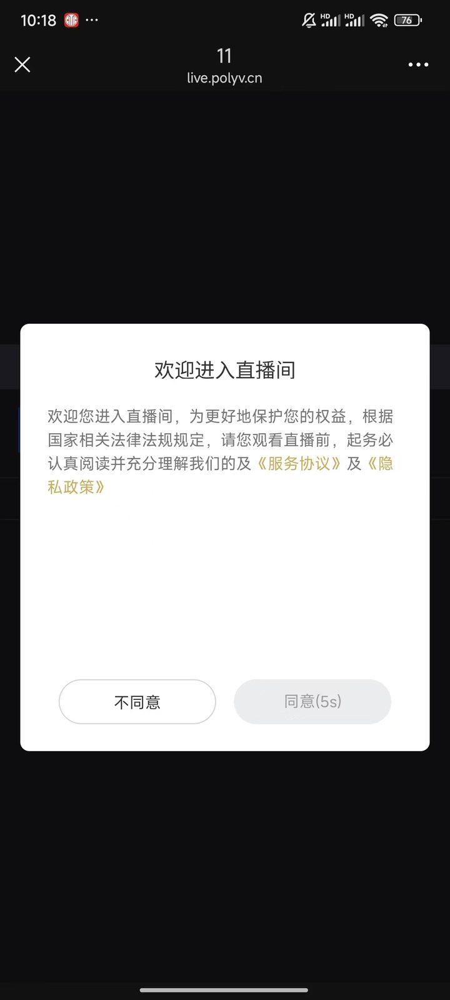 10:18
HD HD 76
11
live.polyv.cn
欢迎进入直播间
欢迎您进入直播间，为更好地保护您的权益，根据
国家相关法律法规规定，请您观看直播前，起务必
认真阅读并充分理解我们的及《服务协议》及《隐
私政策》
不同意
同意(5s)